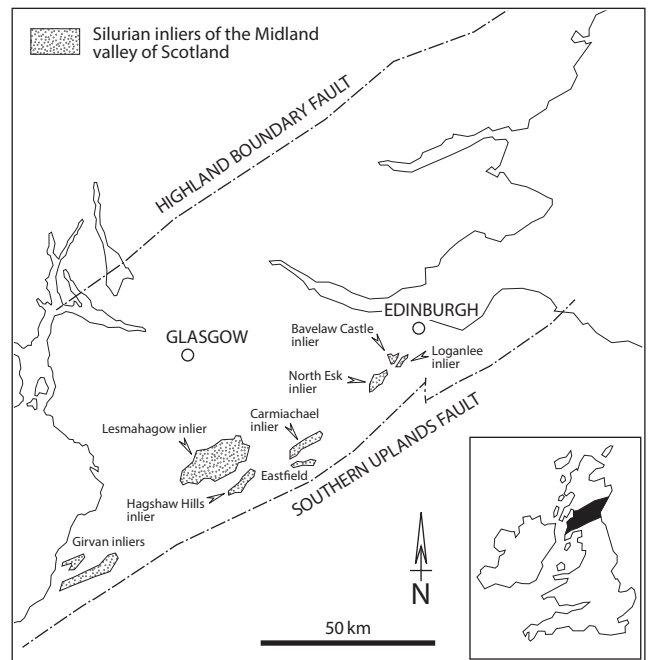 Silurian inliers of the Midland
valley of Scotland
HIGHLAND BOUNDARY FAULT
GLASGOW
EDINBURGH
Bavelaw Castle
inlier
Loganlee
inlier
North Esk
inlier
Carmiachael
inlier
Lesmahagow inlier
Eastfield
Hagshaw Hills
inlier
SOUTHERN UPLANDS FAULT
Girvan inliers
N
50 km